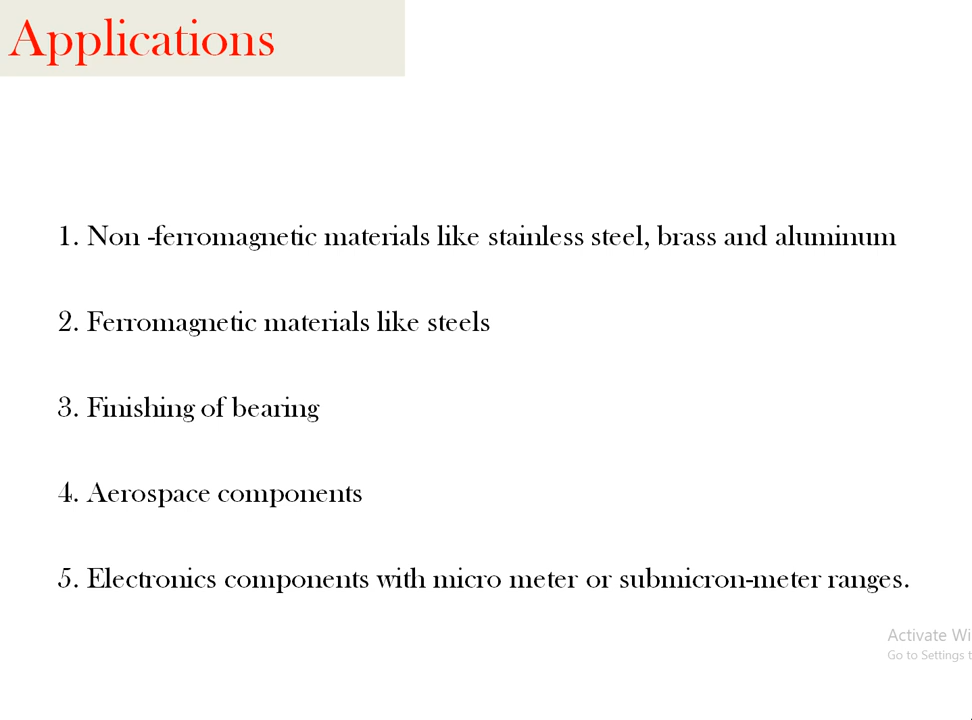 Applications
1. Non -ferromagnetic materials like stainless steel, brass and aluminum
2. Ferromagnetic materials like steels
3. Finishing of bearing
4. Aerospace components
5. Electronics components with micro meter or submicron-meter ranges.
Activate Wi
Go to Settings t